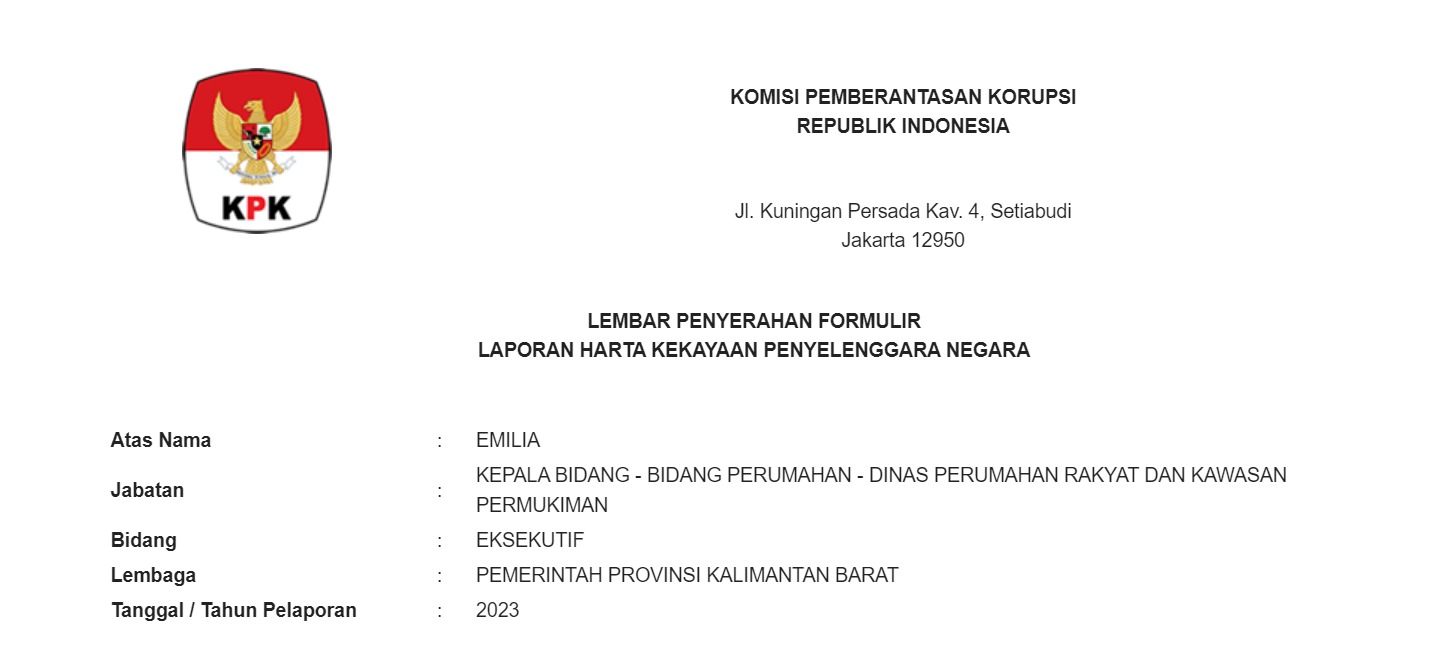 KPK
KOMISI PEMBERANTASAN KORUPSI
REPUBLIK INDONESIA
Jl. Kuningan Persada Kav. 4, Setiabudi
Jakarta 12950
LEMBAR PENYERAHAN FORMULIR
LAPORAN HARTA KEKAYAAN PENYELENGGARA NEGARA
Atas Nama : EMILIA
Jabatan : KEPALA BIDANG - BIDANG PERUMAHAN - DINAS PERUMAHAN RAKYAT DAN KAWASAN
PERMUKIMAN
Bidang : EKSEKUTIF
Lembaga : PEMERINTAH PROVINSI KALIMANTAN BARAT
Tanggal / Tahun Pelaporan : 2023